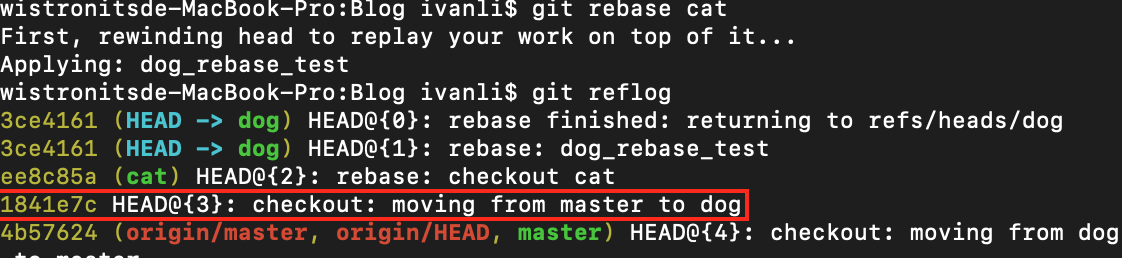 wistronitsde-MacBook-Pro:Blog ivanli$ git rebase cat
First, rewinding head to replay your work on top of it...
Applying: dog_rebase_test
wistronitsde-MacBook-Pro:Blog ivanli$ git reflog
3ce4161 (HEAD -> dog) HEAD@{0}: rebase finished: returning to refs/heads/dog
3ce4161 (HEAD -> dog) HEAD@{1}: rebase: dog_rebase_test
ee8c85a (cat) HEAD@{2}: rebase: checkout cat
1841e7c HEAD@{3}: checkout: moving from master to dog
4b57624 (origin/master, origin/HEAD, master) HEAD@{4}: checkout: moving from dog
to master